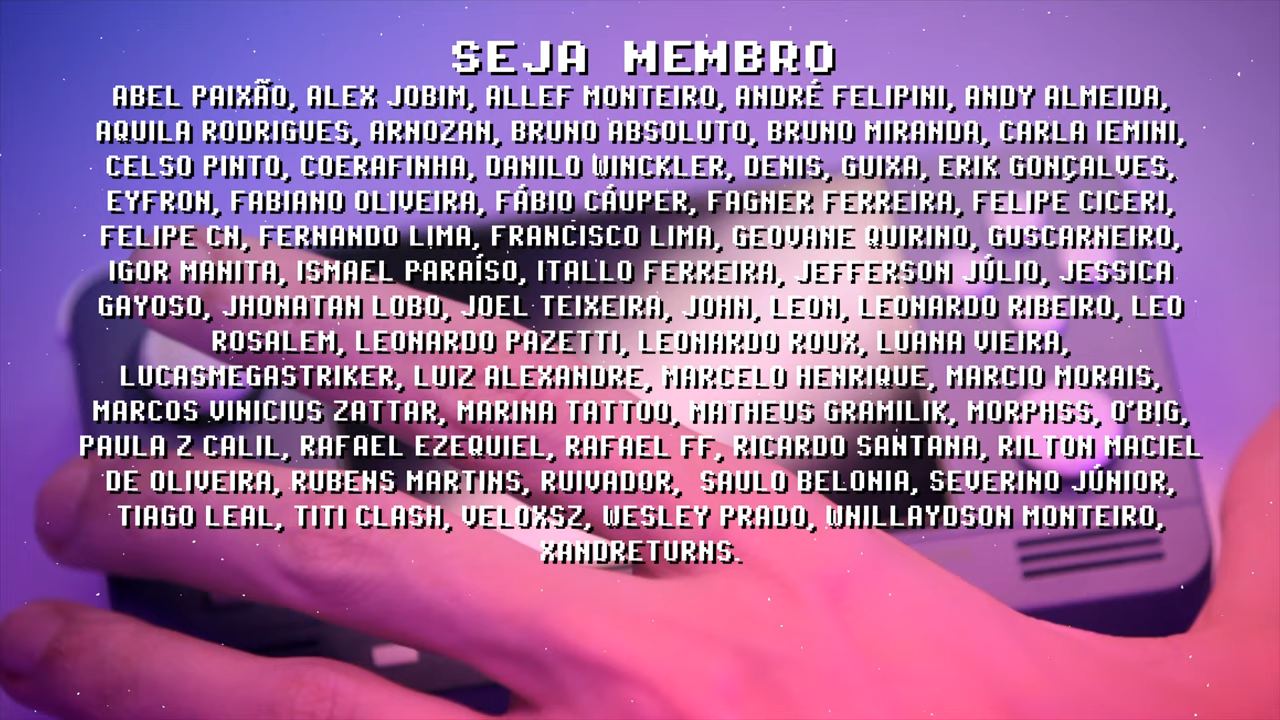 SEJA MEMBRO
ABEL PAIXÃO, ALEX JOBIM, ALLEF MONTEIRO, ANDRÉ FELIPINI, ANDY ALMEIDA,
AQUILA RODRIGUES, ARNOZAN, BRUNO ABSOLUTO, BRUNO MIRANDA, CARLA IEMINI,
CELSO PINTO, COERAFINHA, DANILO WINCKLER, DENIS, GUIXA, ERIK GONÇALVES,
EYFRON, FABIANO OLIVEIRA, FÁBIO CÁUPER, FAGNER FERREIRA, FELIPE CICERI,
FELIPE CN, FERNANDO LIMA, FRANCISCO LIMA, GEOVANE QUIRINO, GUSCARNEIRO,
IGOR MANITA, ISMAEL PARAÍSO, ITALLO FERREIRA, JEFFERSON JÚLIO, JESSICA
GAYOSO, JHONATAN LOBO, JOEL TEIXEIRA, JOHN, LEON, LEONARDO RIBEIRO, LEO
ROSALEM, LEONARDO PAZETTI, LEONARDO ROUX, LUANA VIEIRA,
LUCASMEGASTRIKER, LUIZ ALEXANDRE, MARCELO HENRIQUE, MARCIO MORAIS,
MARCOS VINICIUS ZATTAR, MARINA TATTOO, MATHEUS GRAMILIK, MORPHSS, O'BIG,
PAULA Z CALIL, RAFAEL EZEQUIEL, RAFAEL FF, RICARDO SANTANA, RILTON MACIEL
DE OLIVEIRA, RUBENS MARTINS, RUIVADOR, SAULO BELONIA, SEVERINO JÚNIOR,
TIAGO LEAL, TITI CLASH, VELOXSZ, WESLEY PRADO, WHILLAYDSON MONTEIRO,
XANDRETURNS.